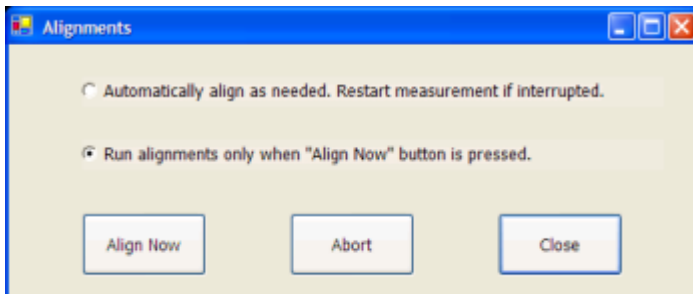 Alignments
Automatically align as needed. Restart measurement if interrupted.
Run alignments only when "Align Now" button is pressed.
Align Now Abort Close